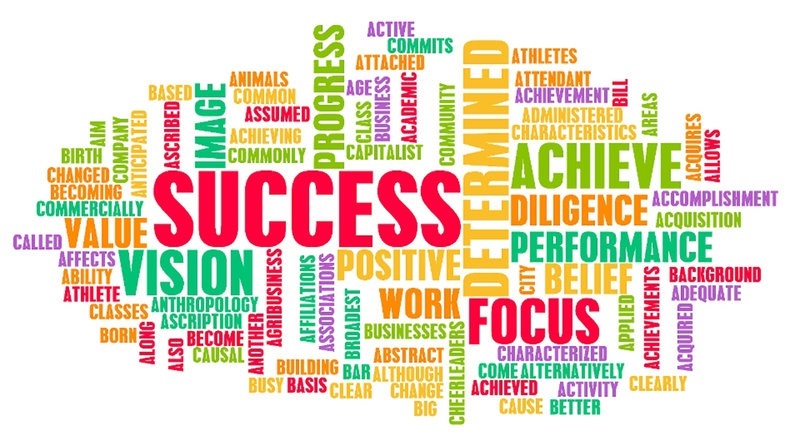 ACTIVE
COMMITS
ATTACHED
PROGRESS
AGE
BUSINESS
ACADEMIC
CLASS
CAPITALIST
COMMUNITY
DETERMINED
ATHLETES
ATTENDANT
ACHIEVEMENT
BILL
ADMINISTERED
CHARACTERISTICS
AREAS
ACQUIRES
ALLOWS
ANIMALS
BASED
COMMON
ASSUMED
IMAGE
ASCRIBED
ACHIEVING
COMMONLY
AIM
BIRTH
COMPANY
ANTICIPATED
CHANGED
BECOMING
COMMERCIALLY
SUCCESS
ACHIEVE
DILIGENCE
ACCOMPLISHMENT
ACQUISITION
PERFORMANCE
VALUE
CALLED
AFFECTS
VISION
ABILITY
ATHLETE
CLASSES
ANTHROPOLOGY
ASCRIPTION
BORN
ALONG
ALSO
BECOME
CAUSAL
ANOTHER
AGRIBUSINESS
AFFILIATIONS
ASSOCIATIONS
POSITIVE
BROADEST
WORK
BUSINESSES
CITY
BELIEF
BACKGROUND
ADEQUATE
FOCUS
APPLIED
ACHIEVEMENTS
ACQUIRED
BUILDING
BUSY
BASIS
BAR
CLEAR
ABSTRACT
ALTHOUGH
CHANGE
BIG
CHEERLEADERS
CHARACTERIZED
COME
ALTERNATIVELY
ACHIEVED
ACTIVITY
CLEARLY
CAUSE
BETTER